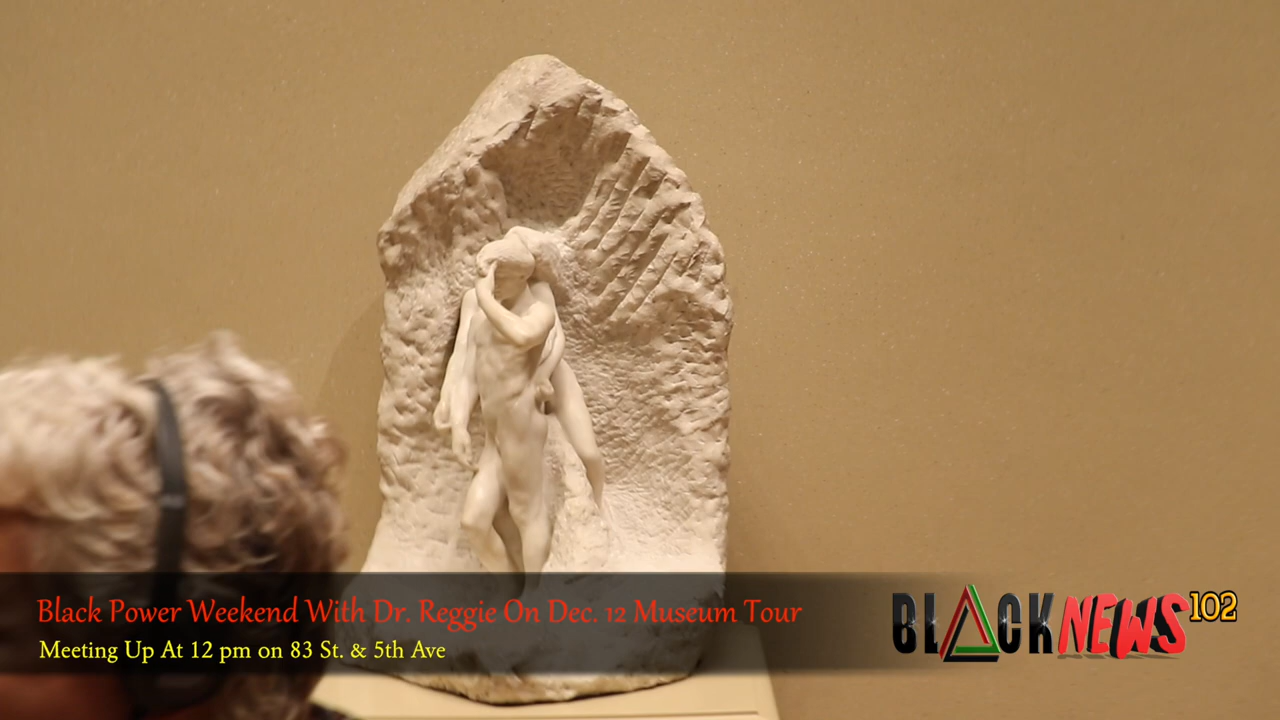 Black Power Weekend With Dr. Reggie On Dec. 12 Museum Tour
Meeting Up At 12 pm on 83 St. & 5th Ave
BLACK NEWS 102